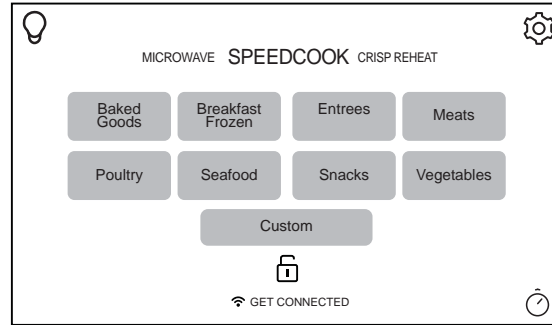 MICROWAVE SPEEDCOOK CRISP REHEAT
Baked
Goods
Breakfast
Frozen
Entrees
Meats
Poultry
Seafood
Snacks
Vegetables
Custom
GET CONNECTED